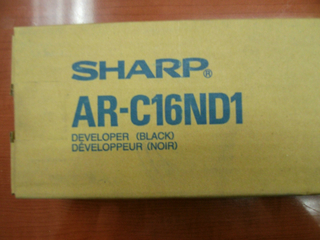 SHARP®
AR-C16ND1
DEVELOPER (BLACK)
DÉVELOPPEUR (NOIR)